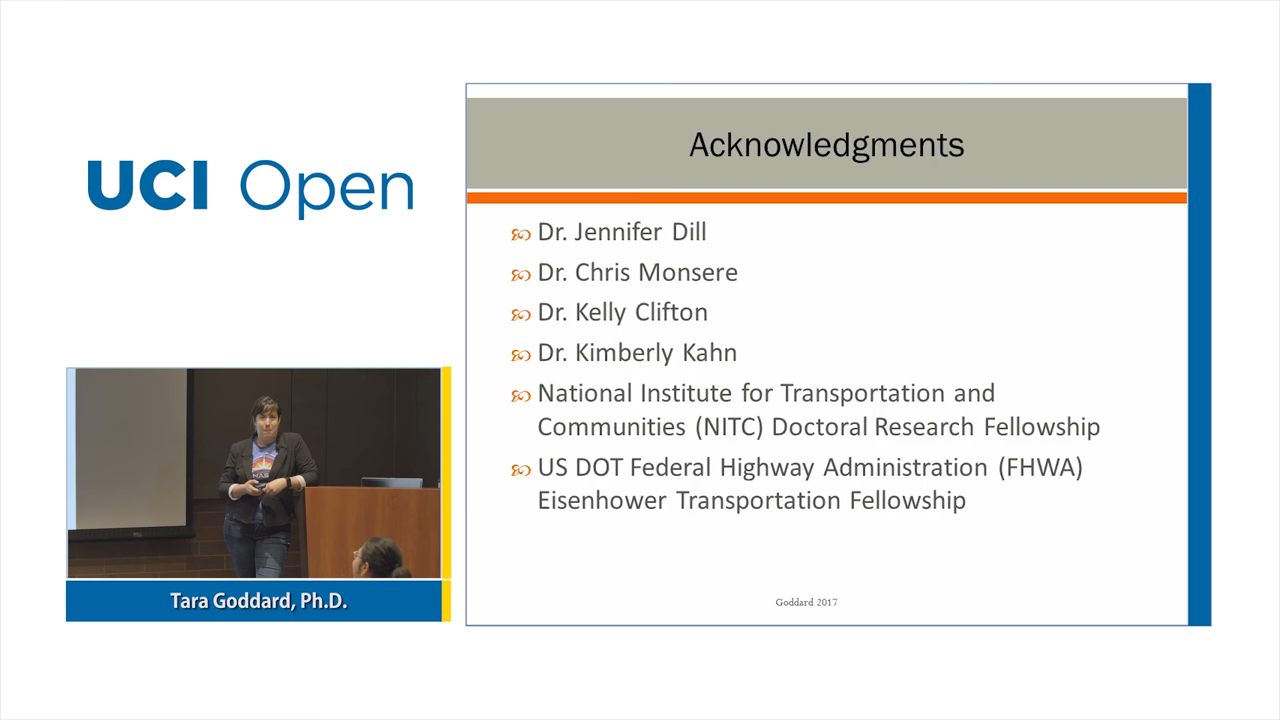 UCI Open
Acknowledgments
Dr. Jennifer Dill
Dr. Chris Monsere
Dr. Kelly Clifton
Dr. Kimberly Kahn
National Institute for Transportation and
Communities (NITC) Doctoral Research Fellowship
US DOT Federal Highway Administration (FHWA)
Eisenhower Transportation Fellowship
Goddard 2017
Tara Goddard, Ph.D.